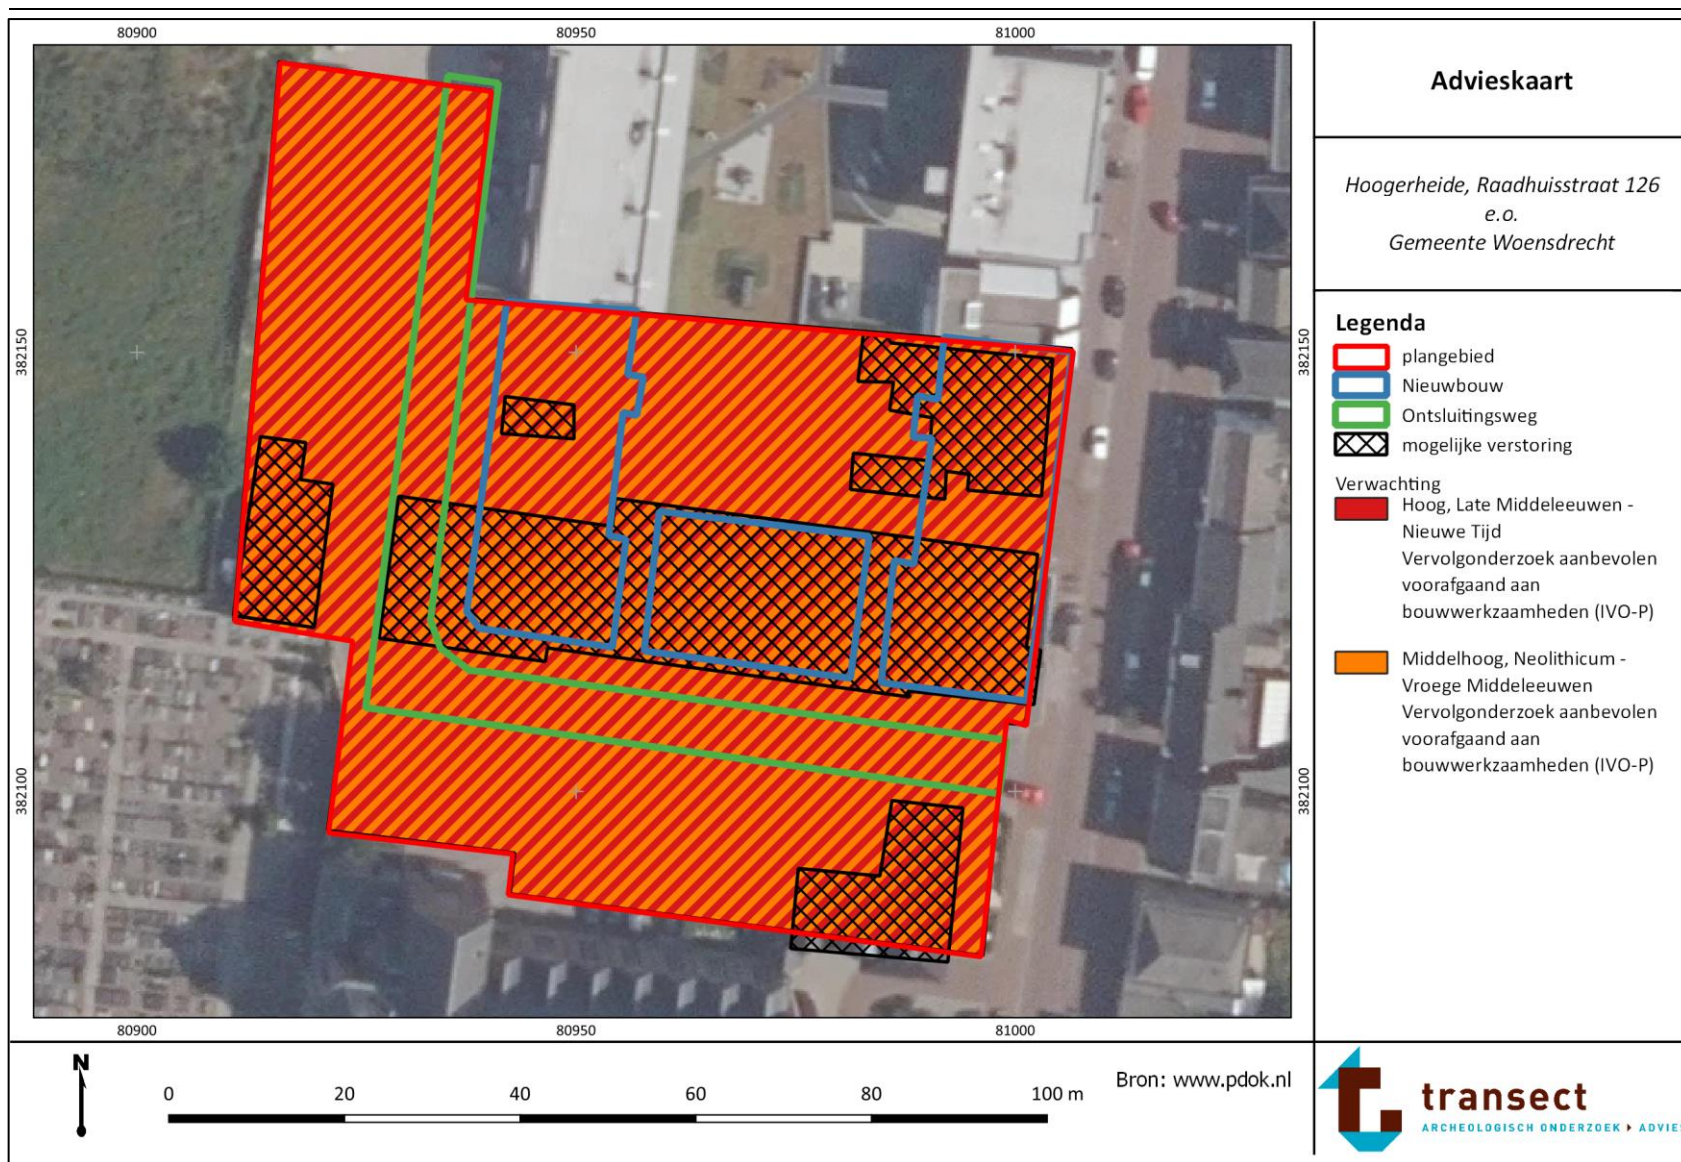 80900
80950
81000
382150
382100
382150
382100
80900
80950
81000
Advieskaart
Hoogerheide, Raadhuisstraat 126
e.o.
Gemeente Woensdrecht
Legenda
plangebied
Nieuwbouw
Ontsluitingsweg
mogelijke verstoring
Verwachting
Hoog, Late Middeleeuwen -
Nieuwe Tijd
Vervolgonderzoek aanbevolen
voorafgaand aan
bouwwerkzaamheden (IVO-P)
Middelhoog, Neolithicum -
Vroege Middeleeuwen
Vervolgonderzoek aanbevolen
voorafgaand aan
bouwwerkzaamheden (IVO-P)
N
0 20 40 60 80 100 m
Bron: www.pdok.nl
transect
ARCHEOLOGISCH ONDERZOEK ▸ ADVIES